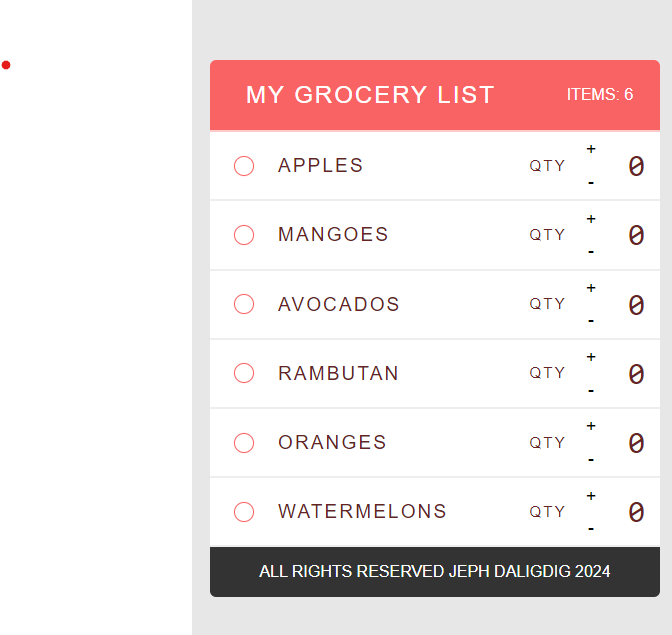 MY GROCERY LIST ITEMS: 6
APPLES QTY + - 0
MANGOES QTY + - 0
AVOCADOS QTY + - 0
RAMBUTAN QTY + - 0
ORANGES QTY + - 0
WATERMELONS QTY + - 0
ALL RIGHTS RESERVED JEPH DALIGDIG 2024